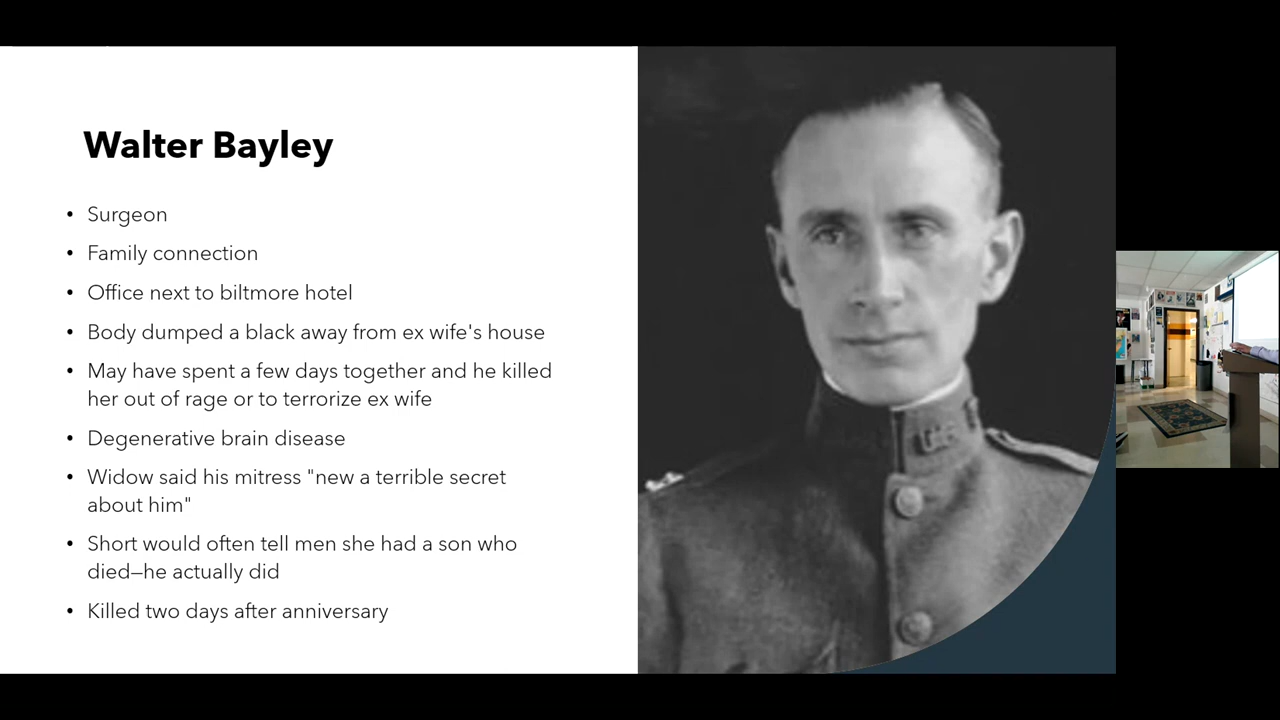 Walter Bayley
• Surgeon
• Family connection
• Office next to biltmore hotel
• Body dumped a black away from ex wife's house
• May have spent a few days together and he killed
her out of rage or to terrorize ex wife
• Degenerative brain disease
• Widow said his mitress "new a terrible secret
about him"
• Short would often tell men she had a son who
died—he actually did
• Killed two days after anniversary